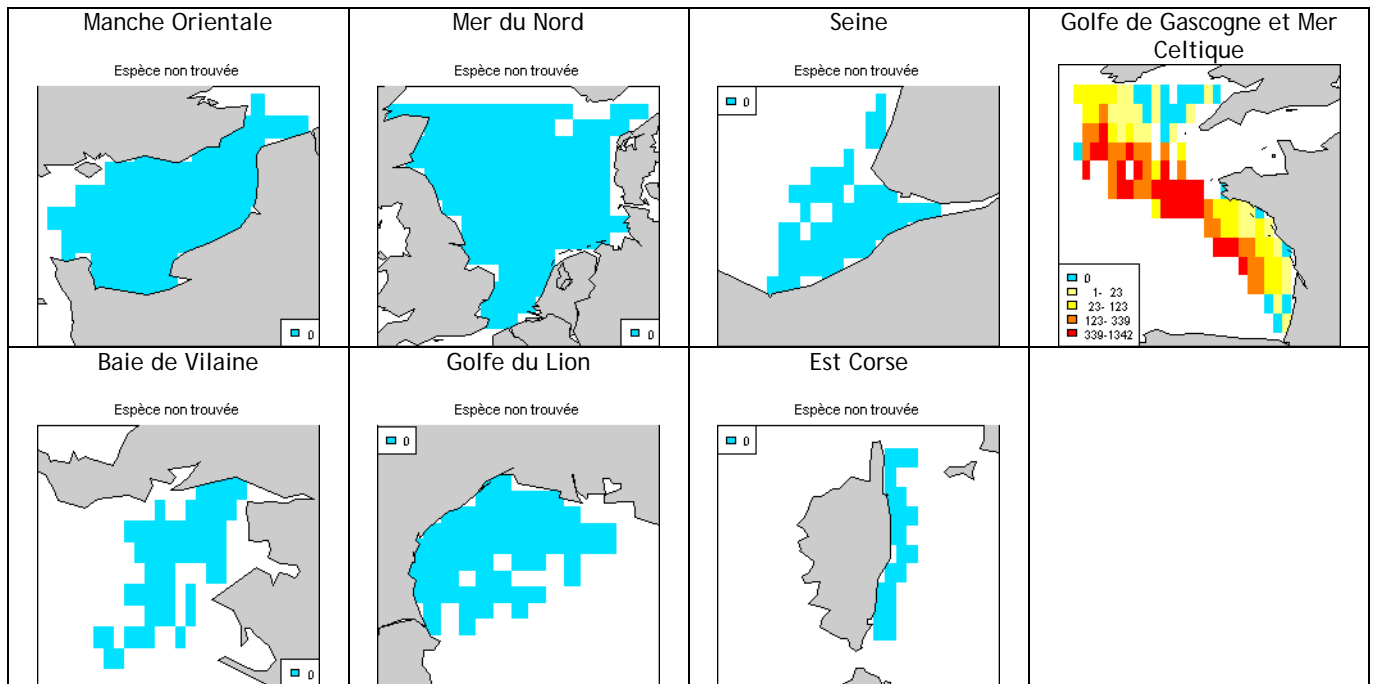 Manche Orientale
Espèce non trouvée
0
Mer du Nord
Espèce non trouvée
0
Seine
Espèce non trouvée
0
Golfe de Gascogne et Mer
Celtique
0
1- 23
23- 123
123- 339
339-1342
Baie de Vilaine
Espèce non trouvée
0
Golfe du Lion
Espèce non trouvée
0
Est Corse
Espèce non trouvée
0